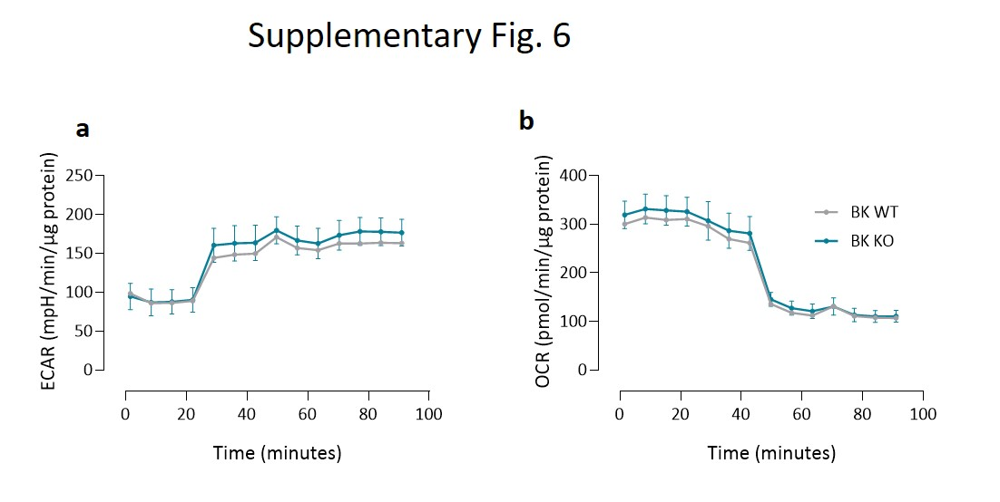 Supplementary Fig. 6
a
ECAR (mpH/min/µg protein)
250
200
150
100
50
0
0 20 40 60 80 100
Time (minutes)
b
OCR (pmol/min/µg protein)
400
300
200
100
0
0 20 40 60 80 100
Time (minutes)
BK WT
BK KO